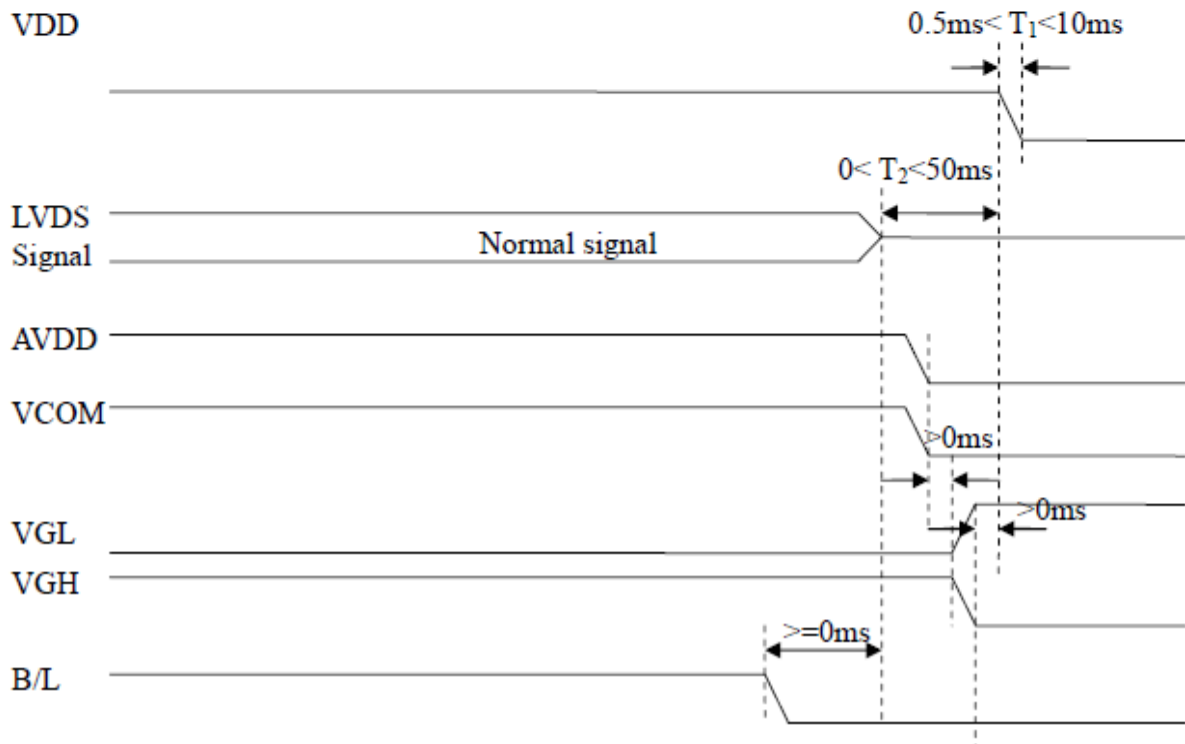 VDD
0.5ms< T₁<10ms
0< T₂<50ms
LVDS
Signal
Normal signal
AVDD
VCOM
>0ms
>0ms
VGL
VGH
>=0ms
B/L